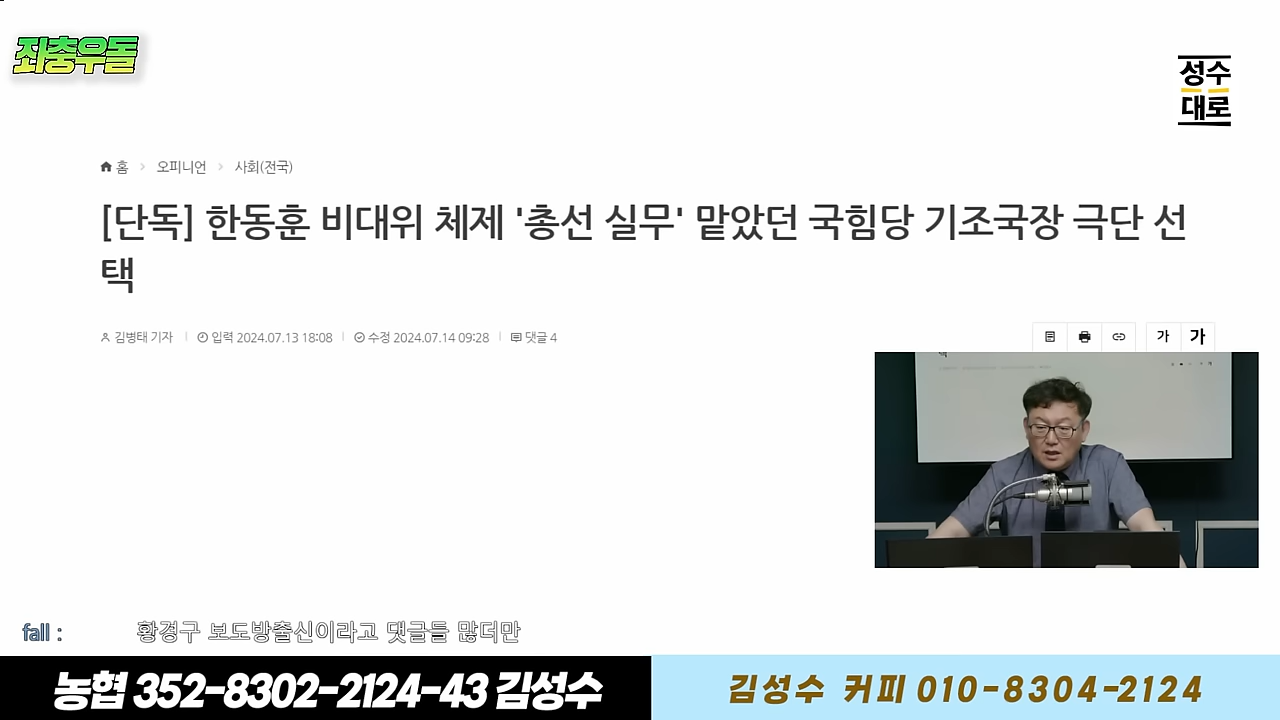 좌충우돌
성수
대로
홈 > 오피니언 > 사회(전국)
[단독] 한동훈 비대위 체제 '총선 실무' 맡았던 국힘당 기조국장 극단 선
택
김병태 기자 | 입력 2024.07.13 18:08 | 수정 2024.07.14 09:28 | 댓글 4
가 가
fall : 황경구 보도방출신이라고 댓글들 많더만
농협 352-8302-2124-43 김성수
김성수 커피 010-8304-2124